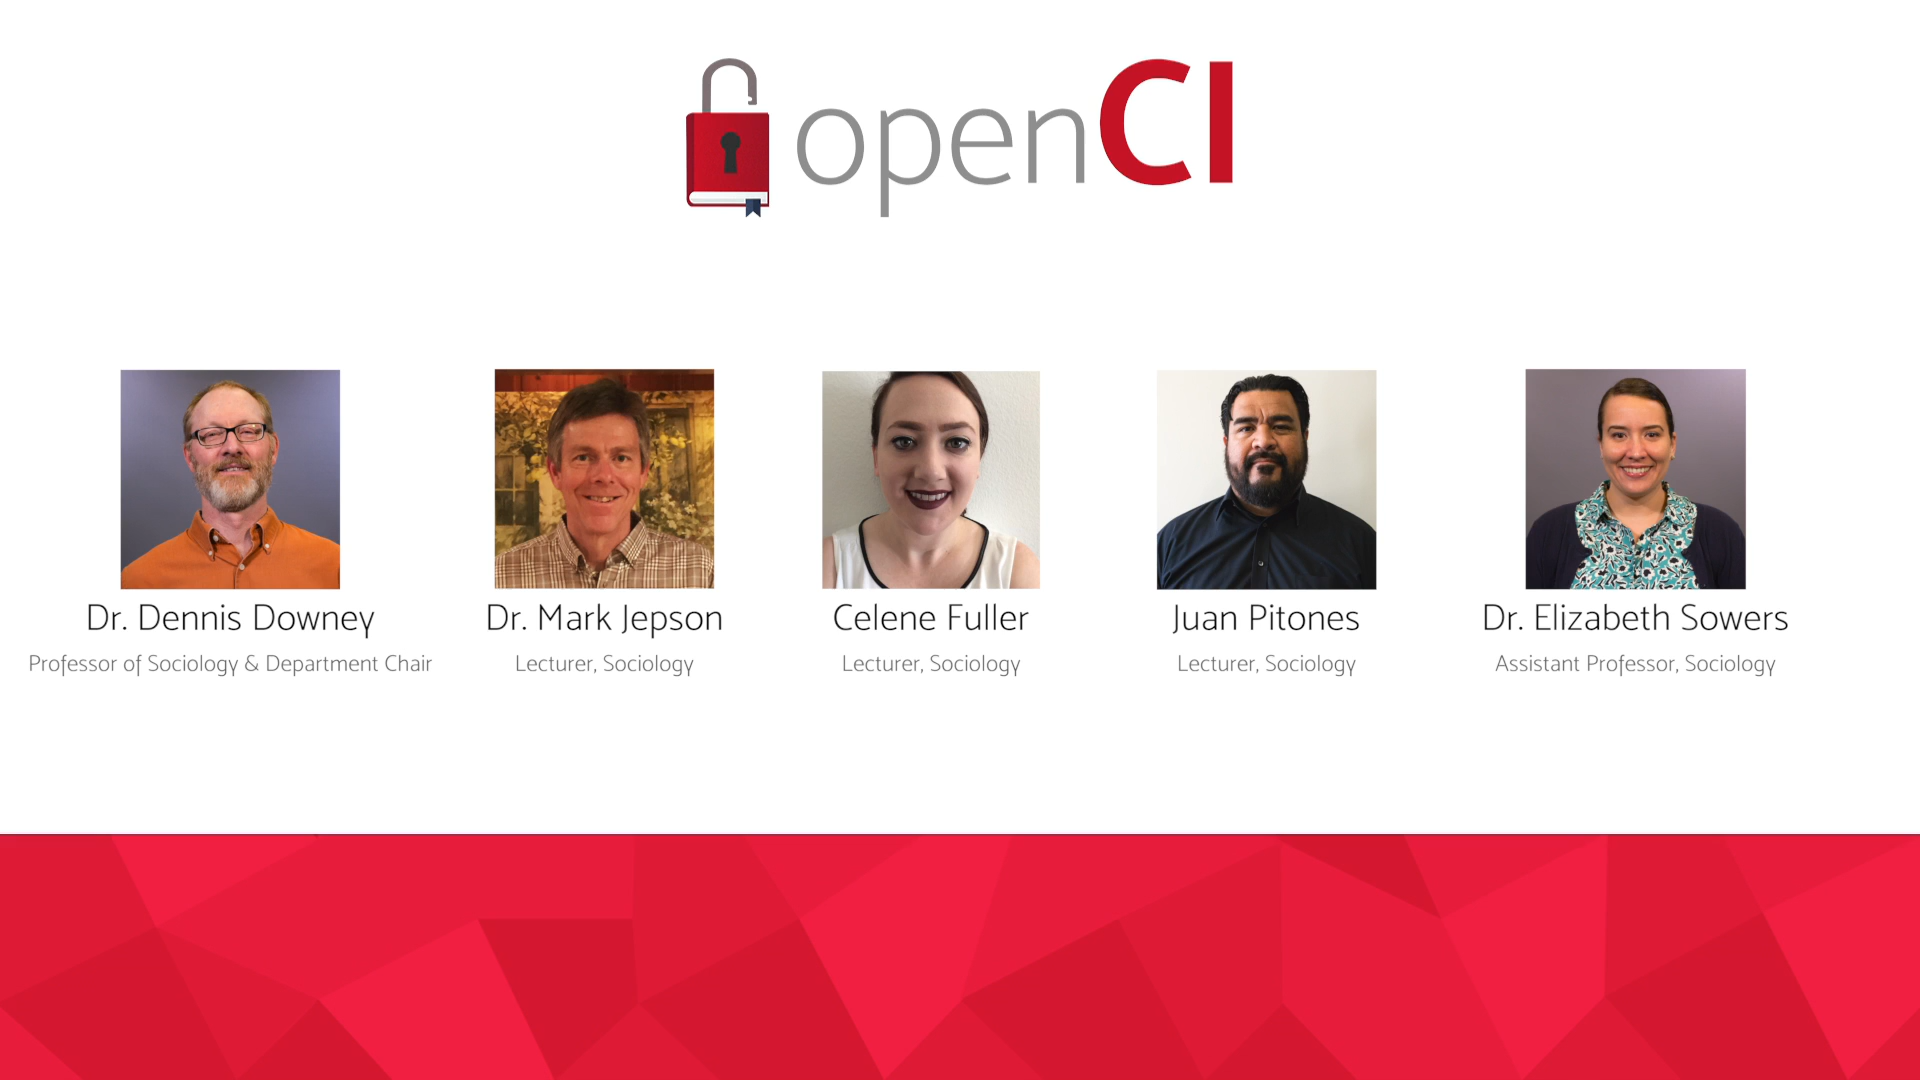 openCI
Dr. Dennis Downey
Professor of Sociology & Department Chair
Dr. Mark Jepson
Lecturer, Sociology
Celene Fuller
Lecturer, Sociology
Juan Pitones
Lecturer, Sociology
Dr. Elizabeth Sowers
Assistant Professor, Sociology